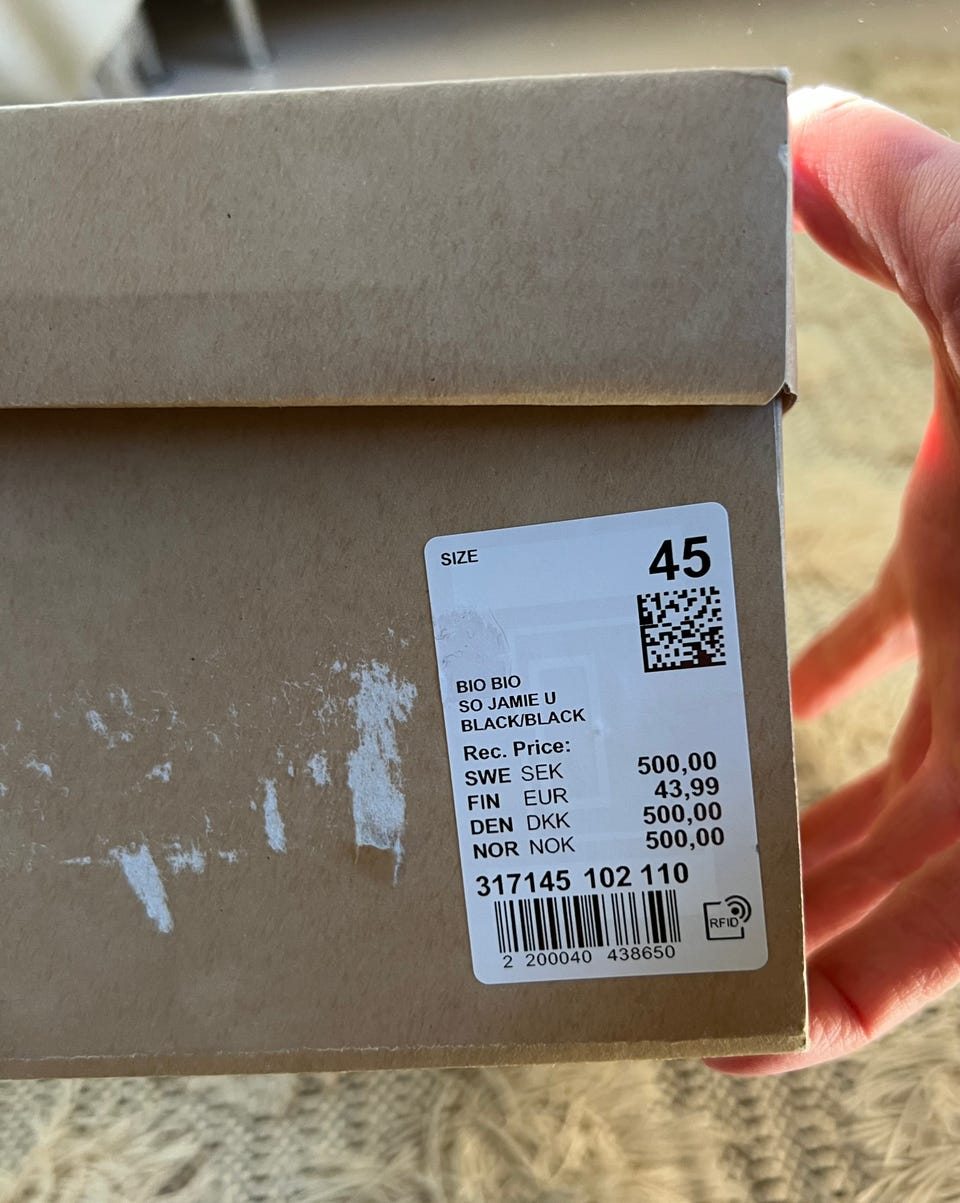 SIZE 45
BIO BIO
SO JAMIE U
BLACK/BLACK
Rec. Price:
SWE SEK 500,00
FIN EUR 43,99
DEN DKK 500,00
NOR NOK 500,00
317145 102 110
RFID
2 200040 438650